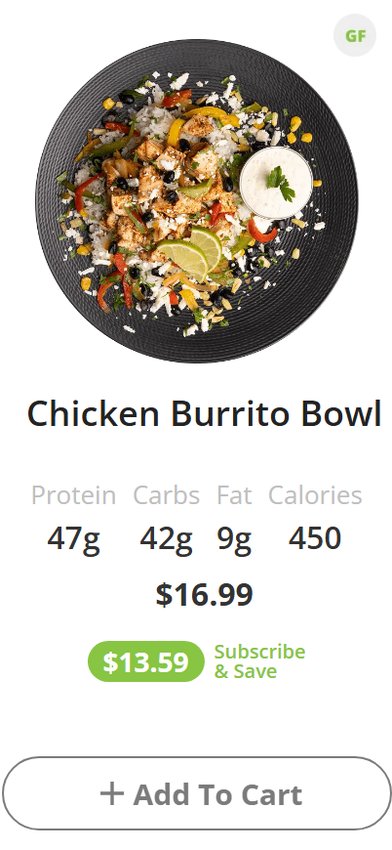 GF
Chicken Burrito Bowl
Protein Carbs Fat Calories
47g 42g 9g 450
$16.99
$13.59 Subscribe
& Save
+ Add To Cart